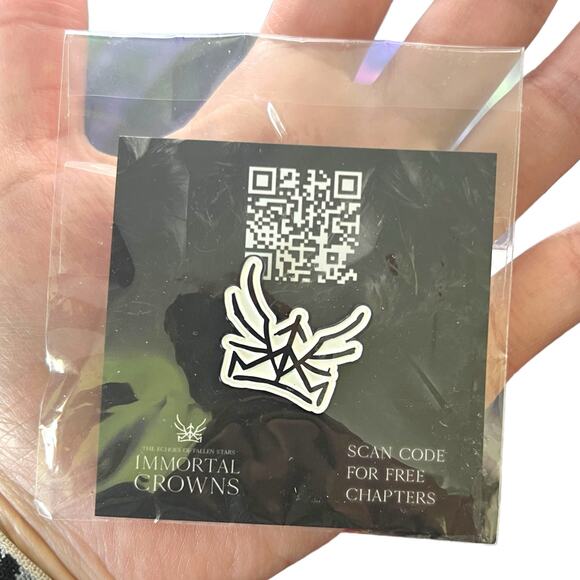 THE ECHOES OF FALLEN STARS
IMMORTAL
CROWNS
SCAN CODE
FOR FREE
CHAPTERS